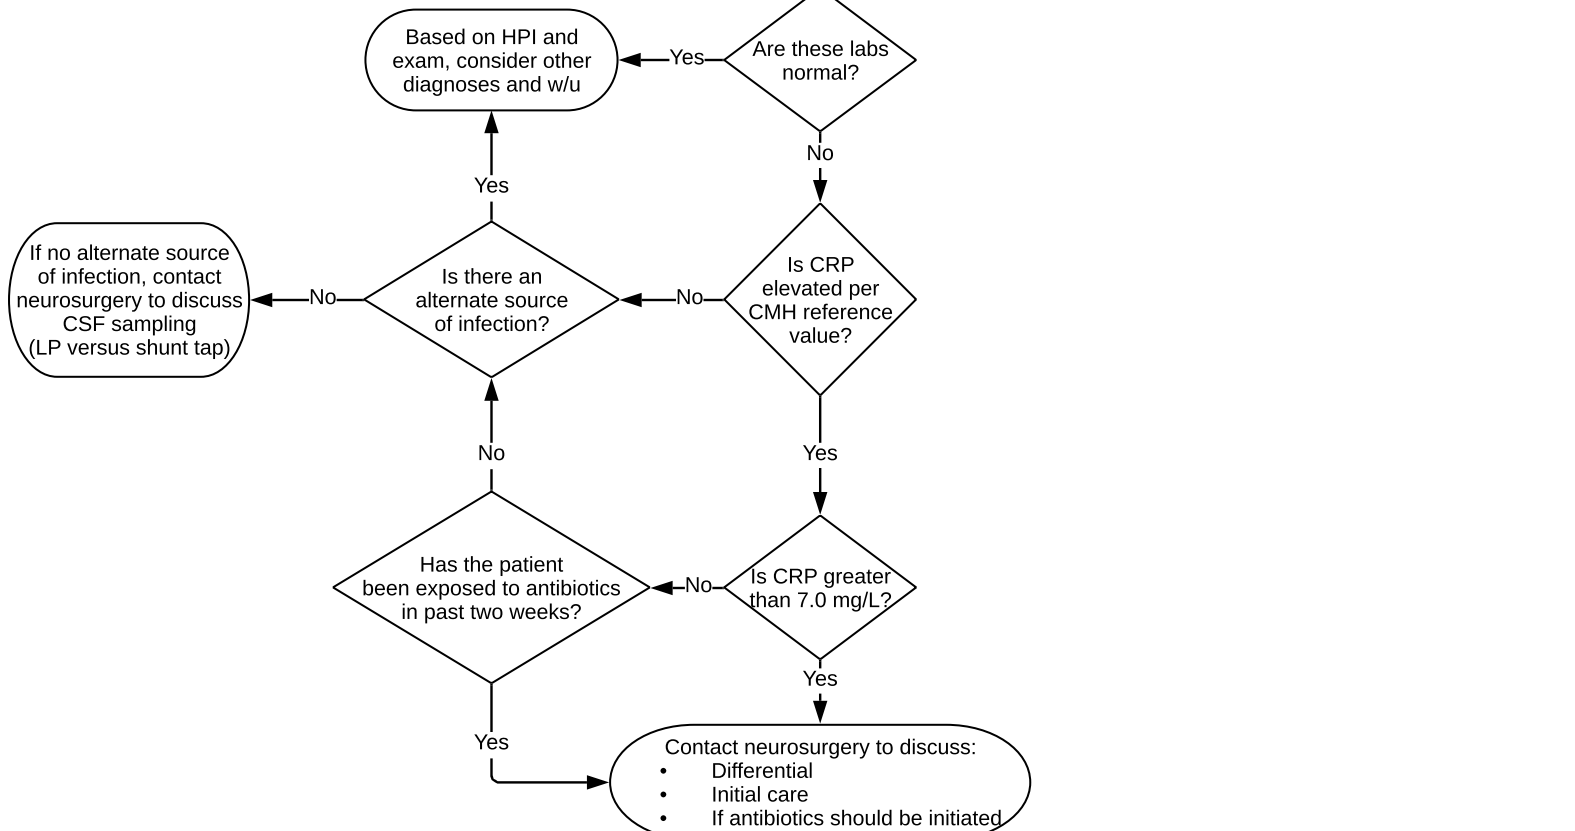 Based on HPI and
exam, consider other
diagnoses and w/u
Yes
Are these labs
normal?
No
Yes
If no alternate source
of infection, contact
neurosurgery to discuss
CSF sampling
(LP versus shunt tap)
No
Is there an
alternate source
of infection?
No
Is CRP
elevated per
CMH reference
value?
No
Yes
Has the patient
been exposed to antibiotics
in past two weeks?
No
Is CRP greater
than 7.0 mg/L?
Yes
Yes
Contact neurosurgery to discuss:
• Differential
• Initial care
• If antibiotics should be initiated